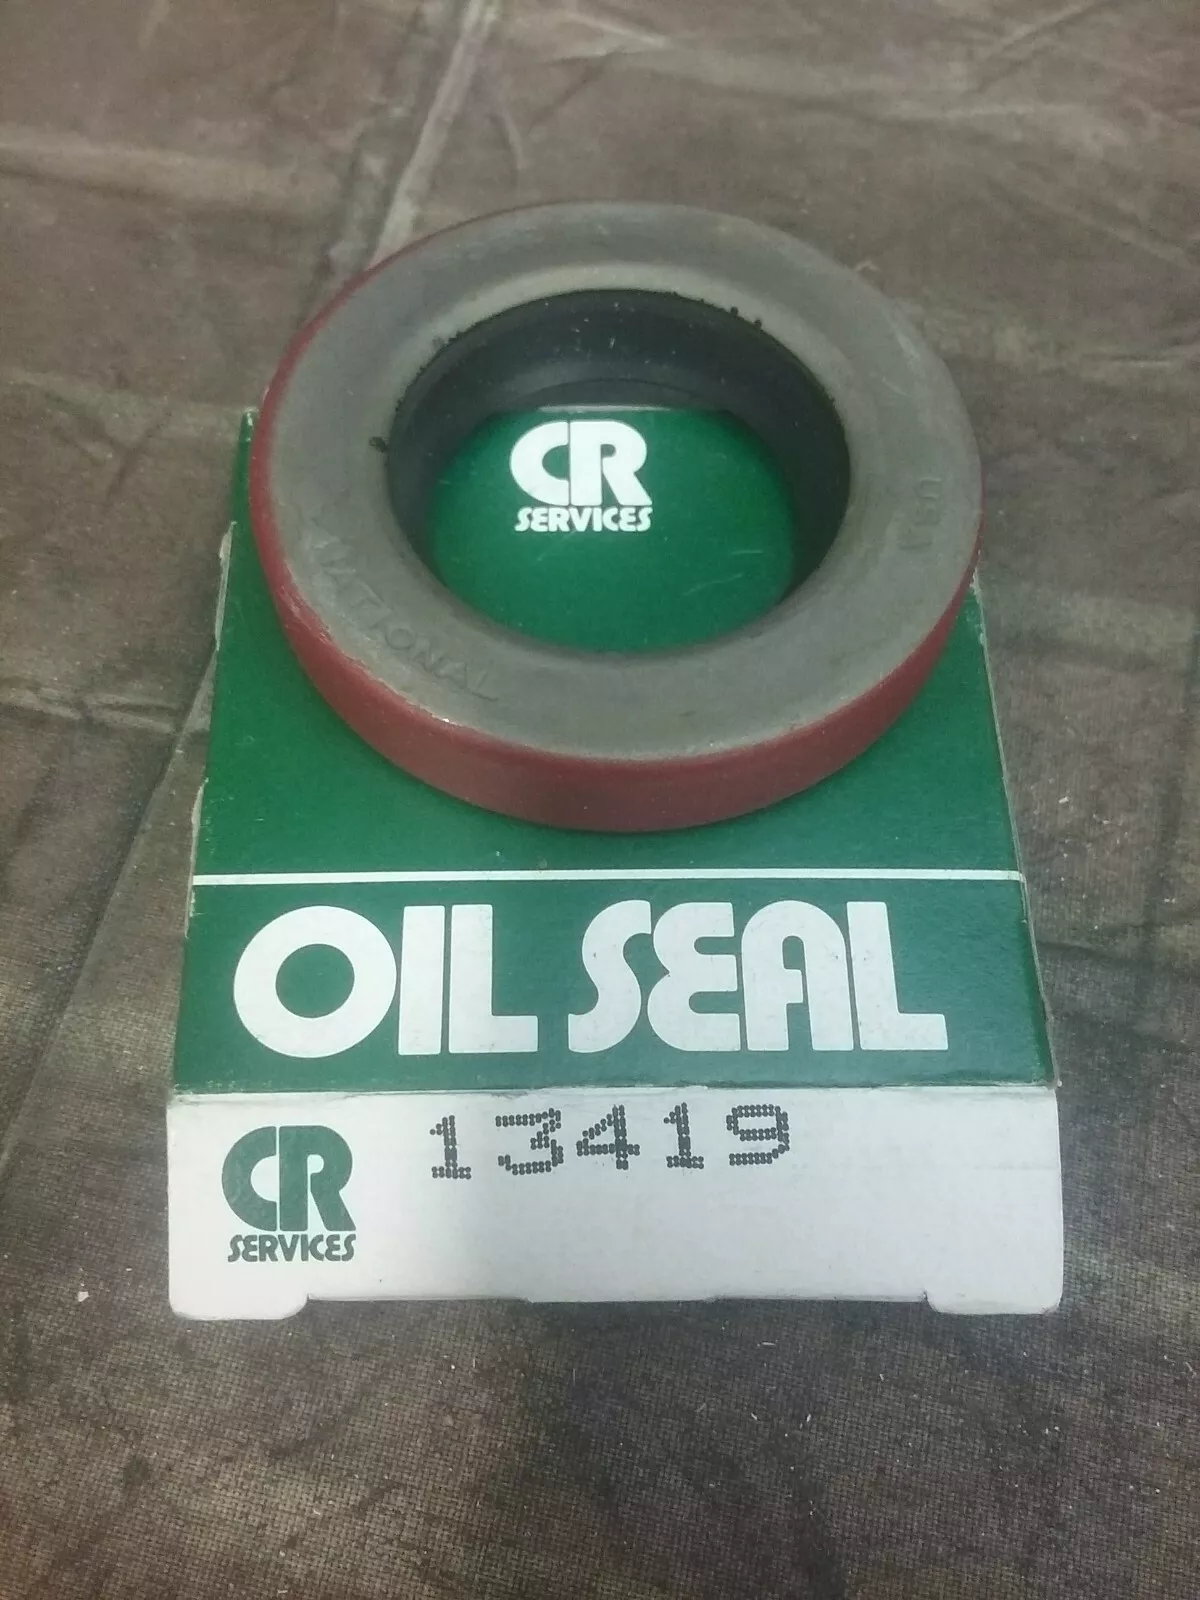 CR
SERVICES
USA
NATIONAL
OIL SEAL
CR
SERVICES
13419